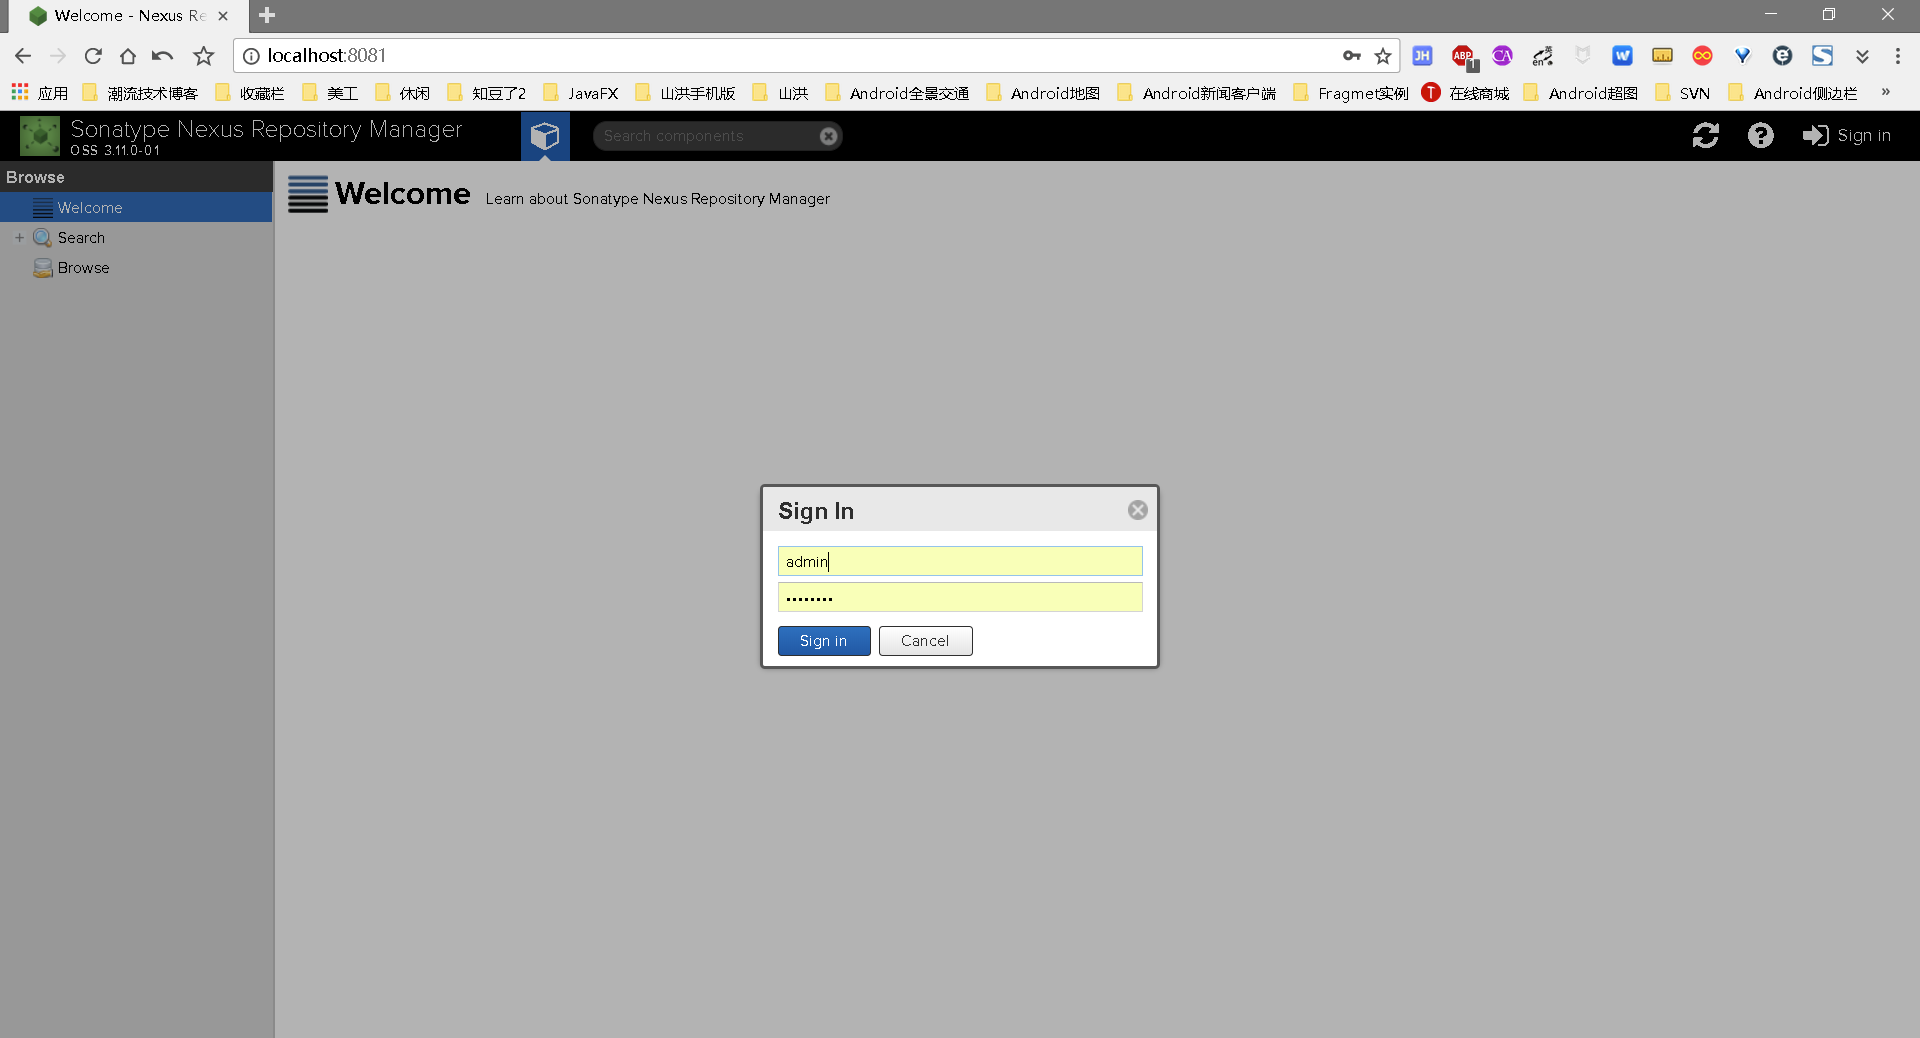 Welcome - Nexus Re
localhost:8081
JH
ABP
1
CA
英
en
W
应用
潮流技术博客
收藏栏
美工
休闲
知豆了2
JavaFX
山洪手机版
山洪
Android全景交通
Android地图
Android新闻客户端
Fragmet实例
T
在线商城
Android超图
SVN
Android侧边栏
»
Sonatype Nexus Repository Manager
OSS 3.11.0-01
Search components
Sign in
Browse
Welcome
Search
Browse
Welcome
Learn about Sonatype Nexus Repository Manager
Sign In
admin
••••••••
Sign in
Cancel